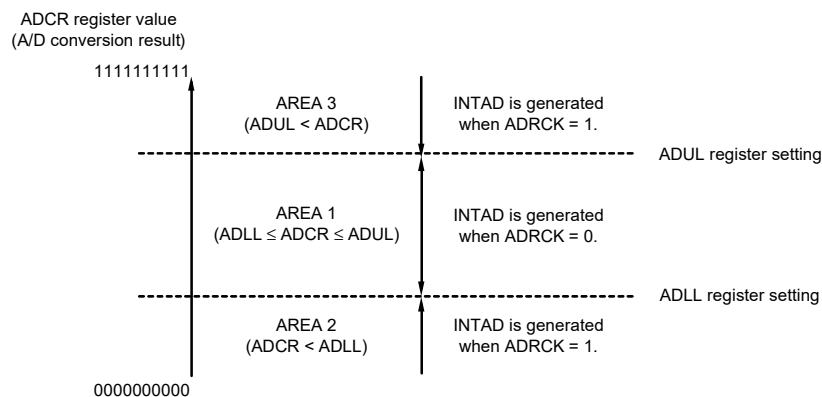 ADCR register value
(A/D conversion result)
1111111111
AREA 3
(ADUL < ADCR)
INTAD is generated
when ADRCK = 1.
ADUL register setting
AREA 1
(ADLL ≤ ADCR ≤ ADUL)
INTAD is generated
when ADRCK = 0.
ADLL register setting
AREA 2
(ADCR < ADLL)
INTAD is generated
when ADRCK = 1.
0000000000